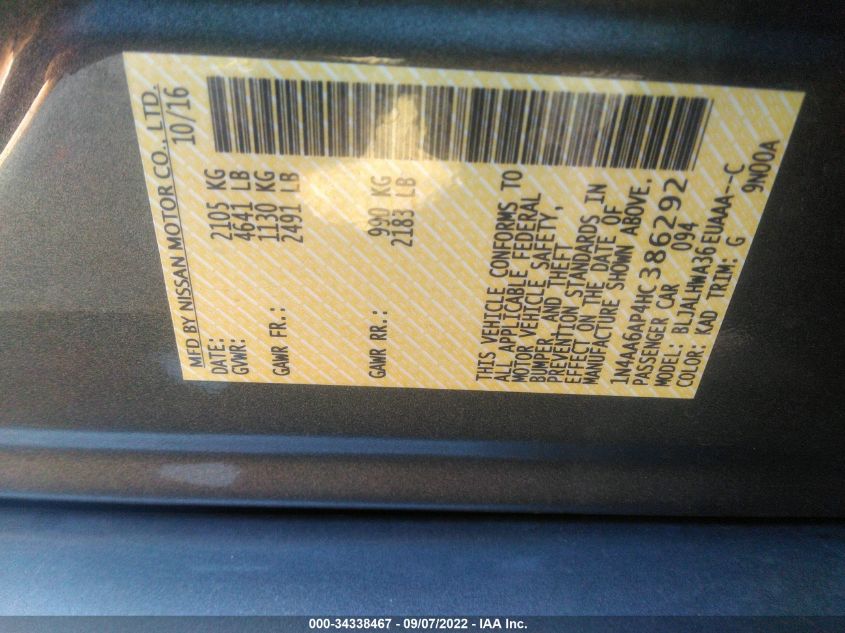 MFD BY NISSAN MOTOR CO., LTD.
DATE: 10/16
GVWR: 2105 KG
4641 LB
GAWR FR.: 1130 KG
2491 LB
GAWR RR.: 990 KG
2183 LB
THIS VEHICLE CONFORMS TO
ALL APPLICABLE FEDERAL
MOTOR VEHICLE SAFETY,
BUMPER, AND THEFT
PREVENTION STANDARDS IN
EFFECT ON THE DATE OF
MANUFACTURE SHOWN ABOVE.
1N4AA6AP4HC386292
PASSENGER CAR 094
MODEL: BLJALHWA36EUAAA--C
COLOR: KAD TRIM: G 9N00A
000-34338467 - 09/07/2022 - IAA Inc.